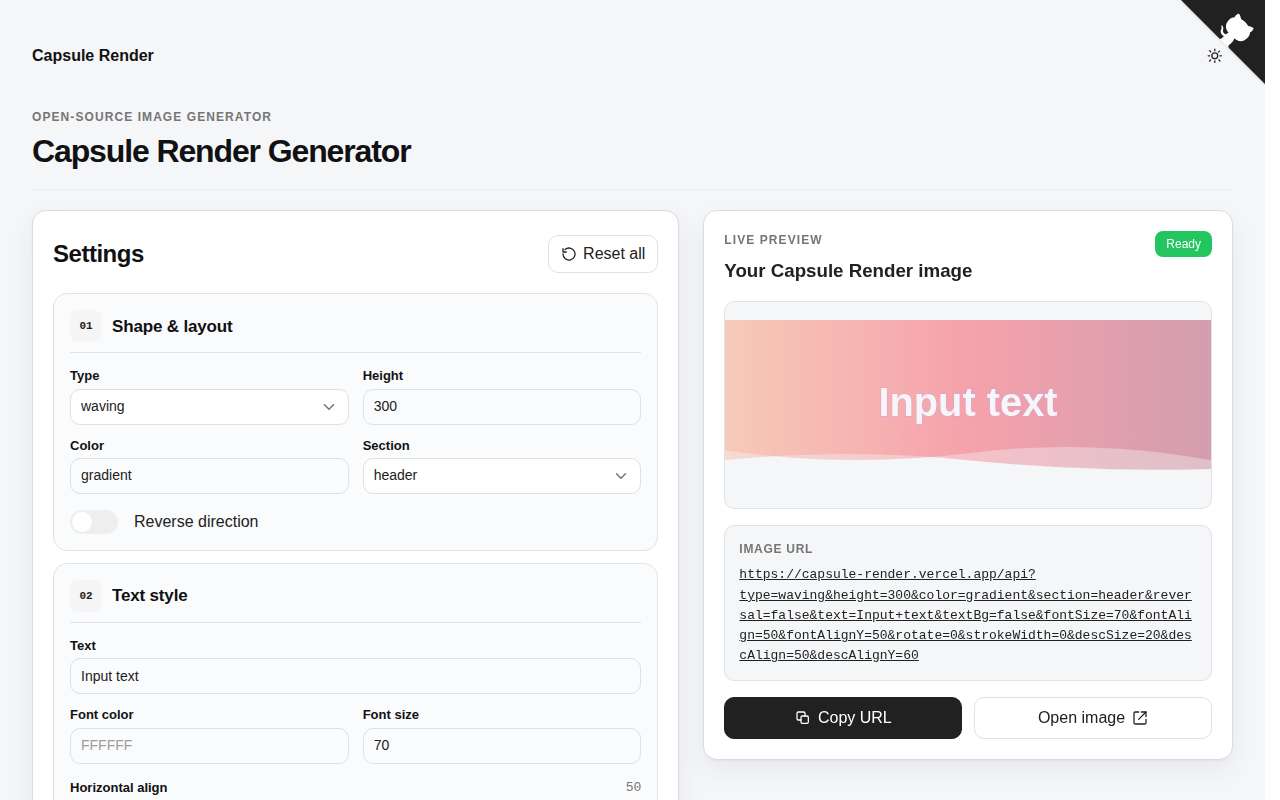 Capsule Render
OPEN-SOURCE IMAGE GENERATOR
Capsule Render Generator
Settings
Reset all
01
Shape & layout
Type
Height
waving
300
Color
Section
gradient
header
Reverse direction
02
Text style
Text
Input text
Font color
Font size
FFFFFF
70
Horizontal align
50
LIVE PREVIEW
Ready
Your Capsule Render image
Input text
IMAGE URL
https://capsule-render.vercel.app/api?
type=waving&height=300&color=gradient&section=header&rever
sal=false&text=Input+text&textBg=false&fontSize=70&fontAli
gn=50&fontAlignY=50&rotate=0&strokeWidth=0&descSize=20&des
cAlign=50&descAlignY=60
Copy URL
Open image